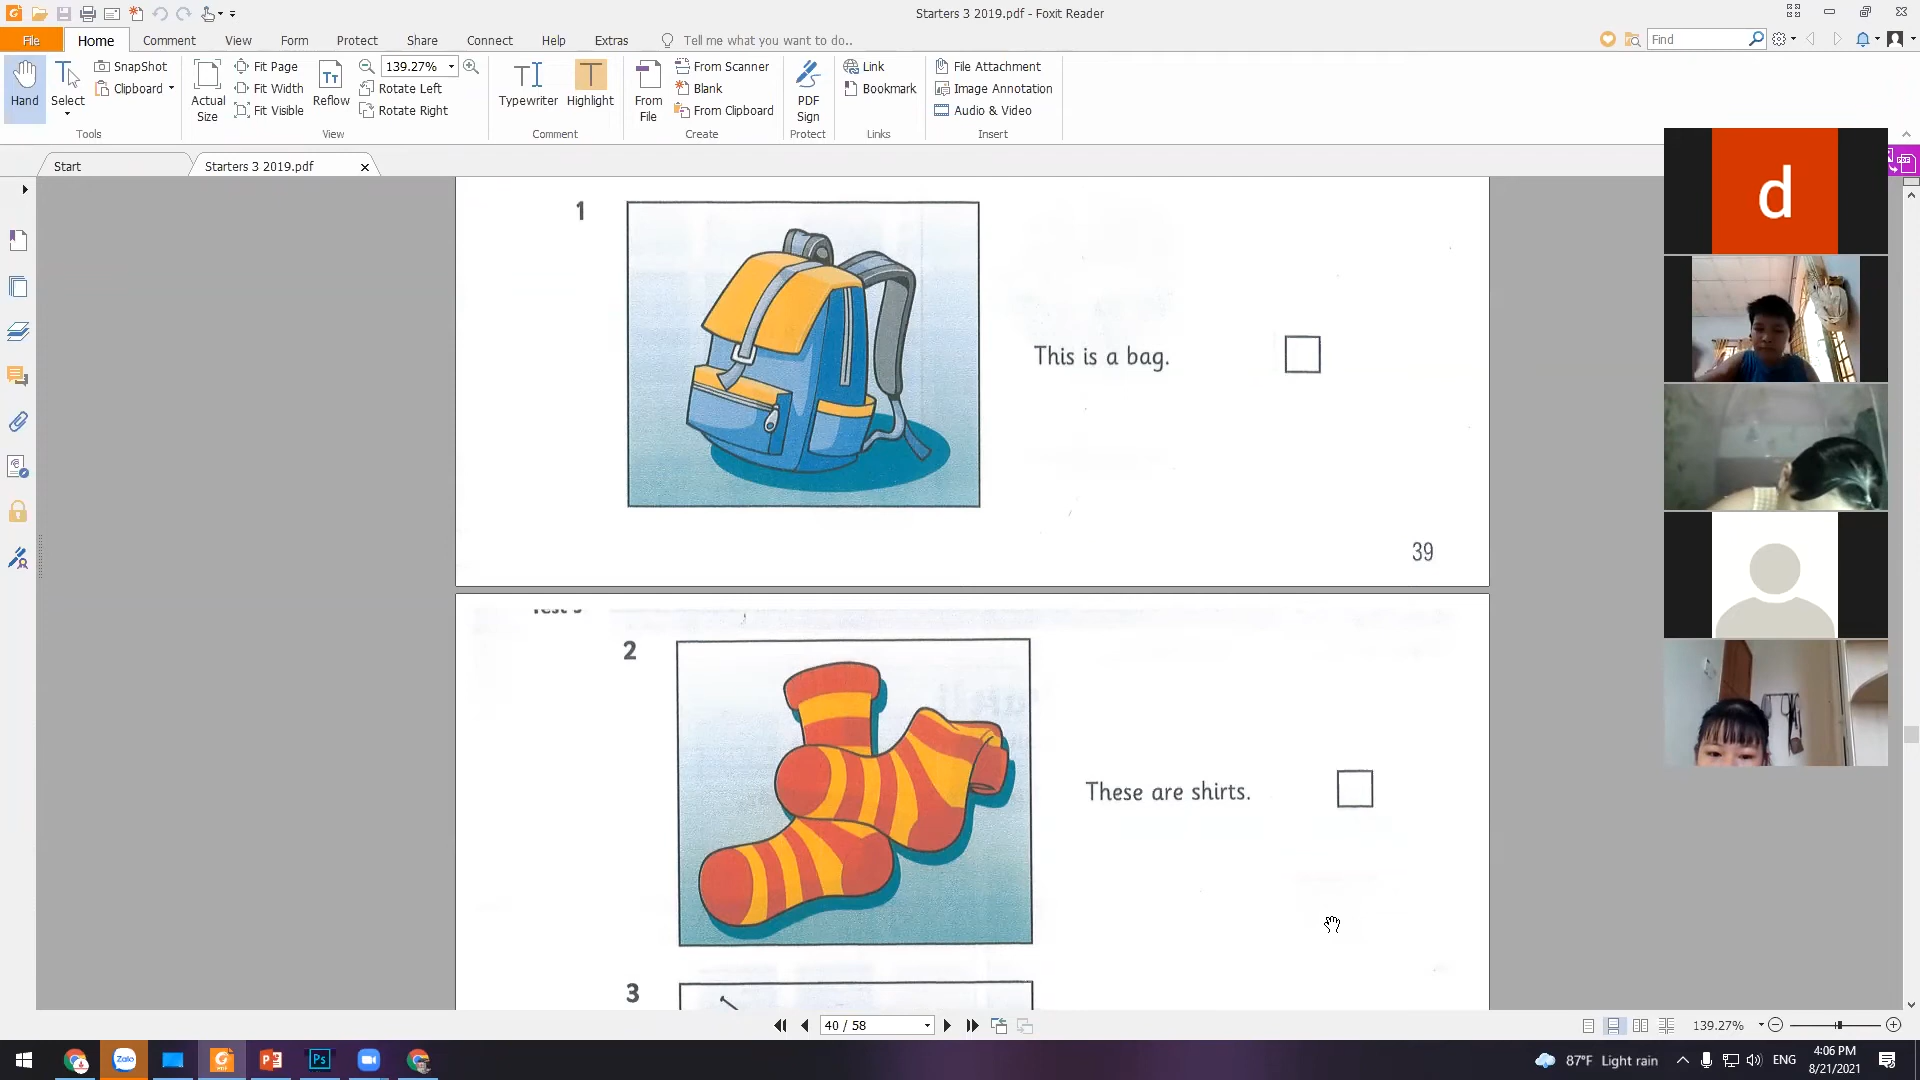 Starters 3 2019.pdf - Foxit Reader
File Home Comment View Form Protect Share Connect Help Extras Tell me what you want to do.. Find
SnapShot Fit Page 139.27% From Scanner Link File Attachment
Hand Select Clipboard Actual Size Fit Width Reflow Rotate Left Typewriter Highlight From File Blank PDF Sign Bookmark Image Annotation
Fit Visible Rotate Right From Clipboard Audio & Video
Tools View Comment Create Protect Links Insert
Start Starters 3 2019.pdf
d
1
This is a bag.
39
2
These are shirts.
3
40 / 58 139.27%
Zalo Ps 87°F Light rain ENG 4:06 PM
8/21/2021